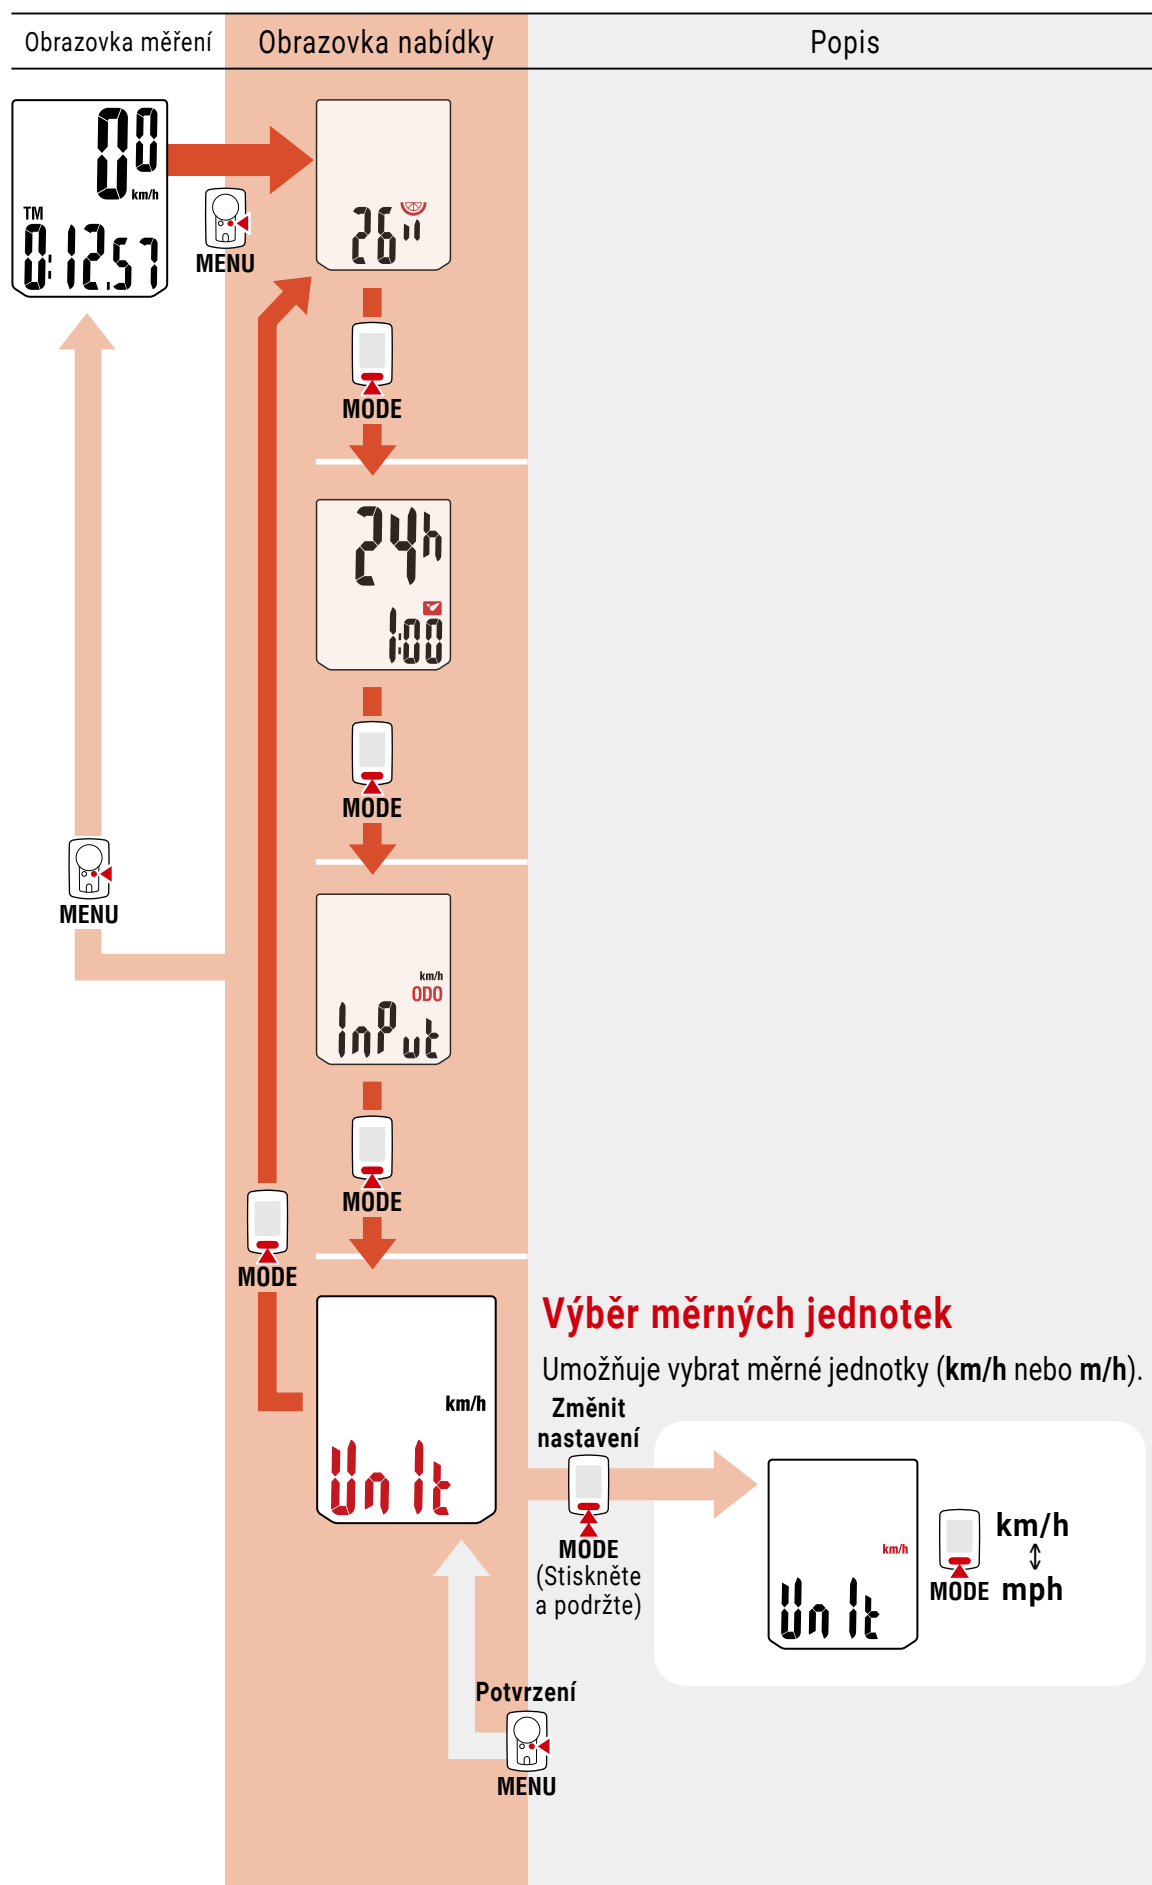 Obrazovka měření
Obrazovka nabídky
Popis
00
km/h
TM
0:12.57
MENU
26"
MODE
24h
1:00
MODE
MENU
km/h
ODO
InPut
MODE
MODE
Výběr měrných jednotek
Umožňuje vybrat měrné jednotky (km/h nebo m/h).
Změnit
nastavení
km/h
UnIt
MODE
(Stiskněte
a podržte)
km/h
UnIt
MODE
km/h
mph
Potvrzení
MENU